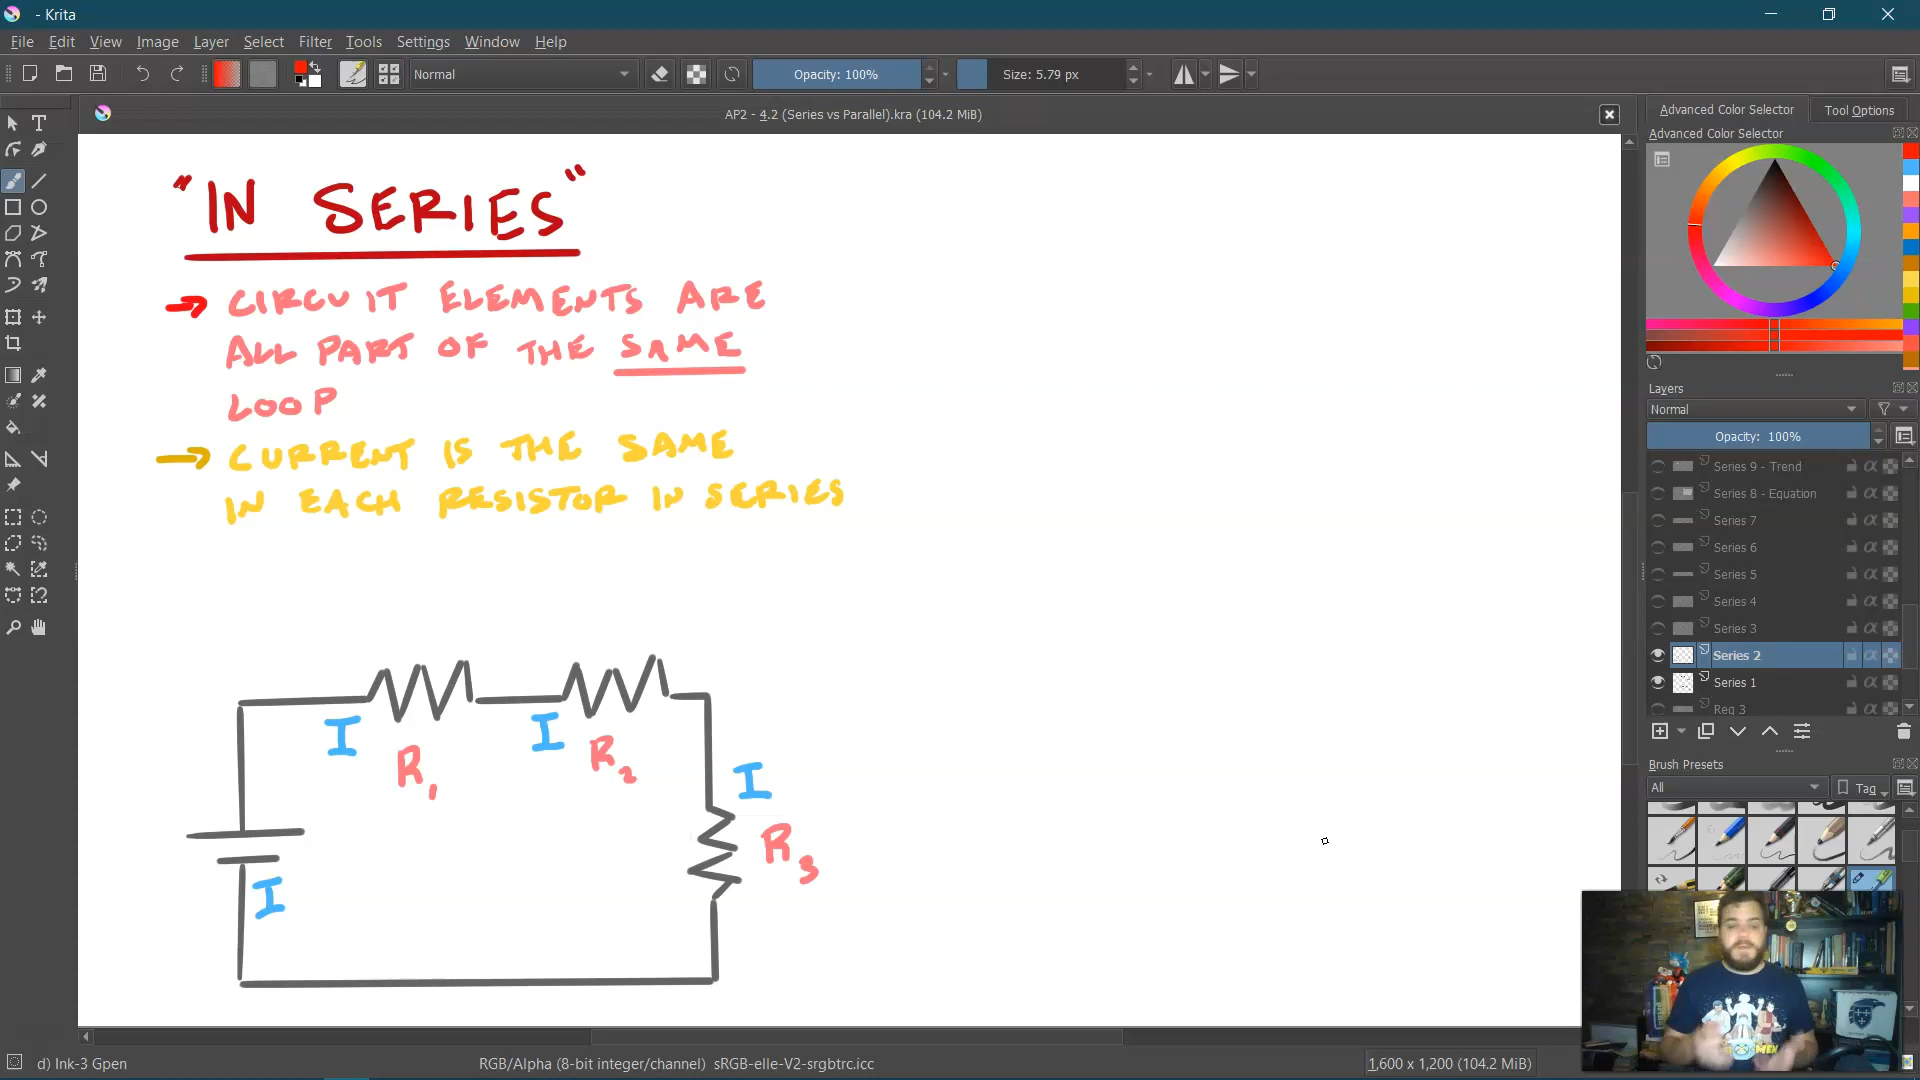 - Krita
File Edit View Image Layer Select Filter Tools Settings Window Help
Normal
Opacity: 100%
Size: 5.79 px
AP2 - 4.2 (Series vs Parallel).kra (104.2 MiB)
Advanced Color Selector
Tool Options
Advanced Color Selector
"IN SERIES"
→ CIRCUIT ELEMENTS ARE
ALL PART OF THE SAME
LOOP
→ CURRENT IS THE SAME
IN EACH RESISTOR IN SERIES
I
R1
I
R2
I
R3
I
Layers
Normal
Opacity: 100%
Series 9 - Trend
Series 8 - Equation
Series 7
Series 6
Series 5
Series 4
Series 3
Series 2
Series 1
Req 3
Brush Presets
All
Tag
d) Ink-3 Gpen
RGB/Alpha (8-bit integer/channel) sRGB-elle-V2-srgbtrc.icc
1,600 x 1,200 (104.2 MiB)